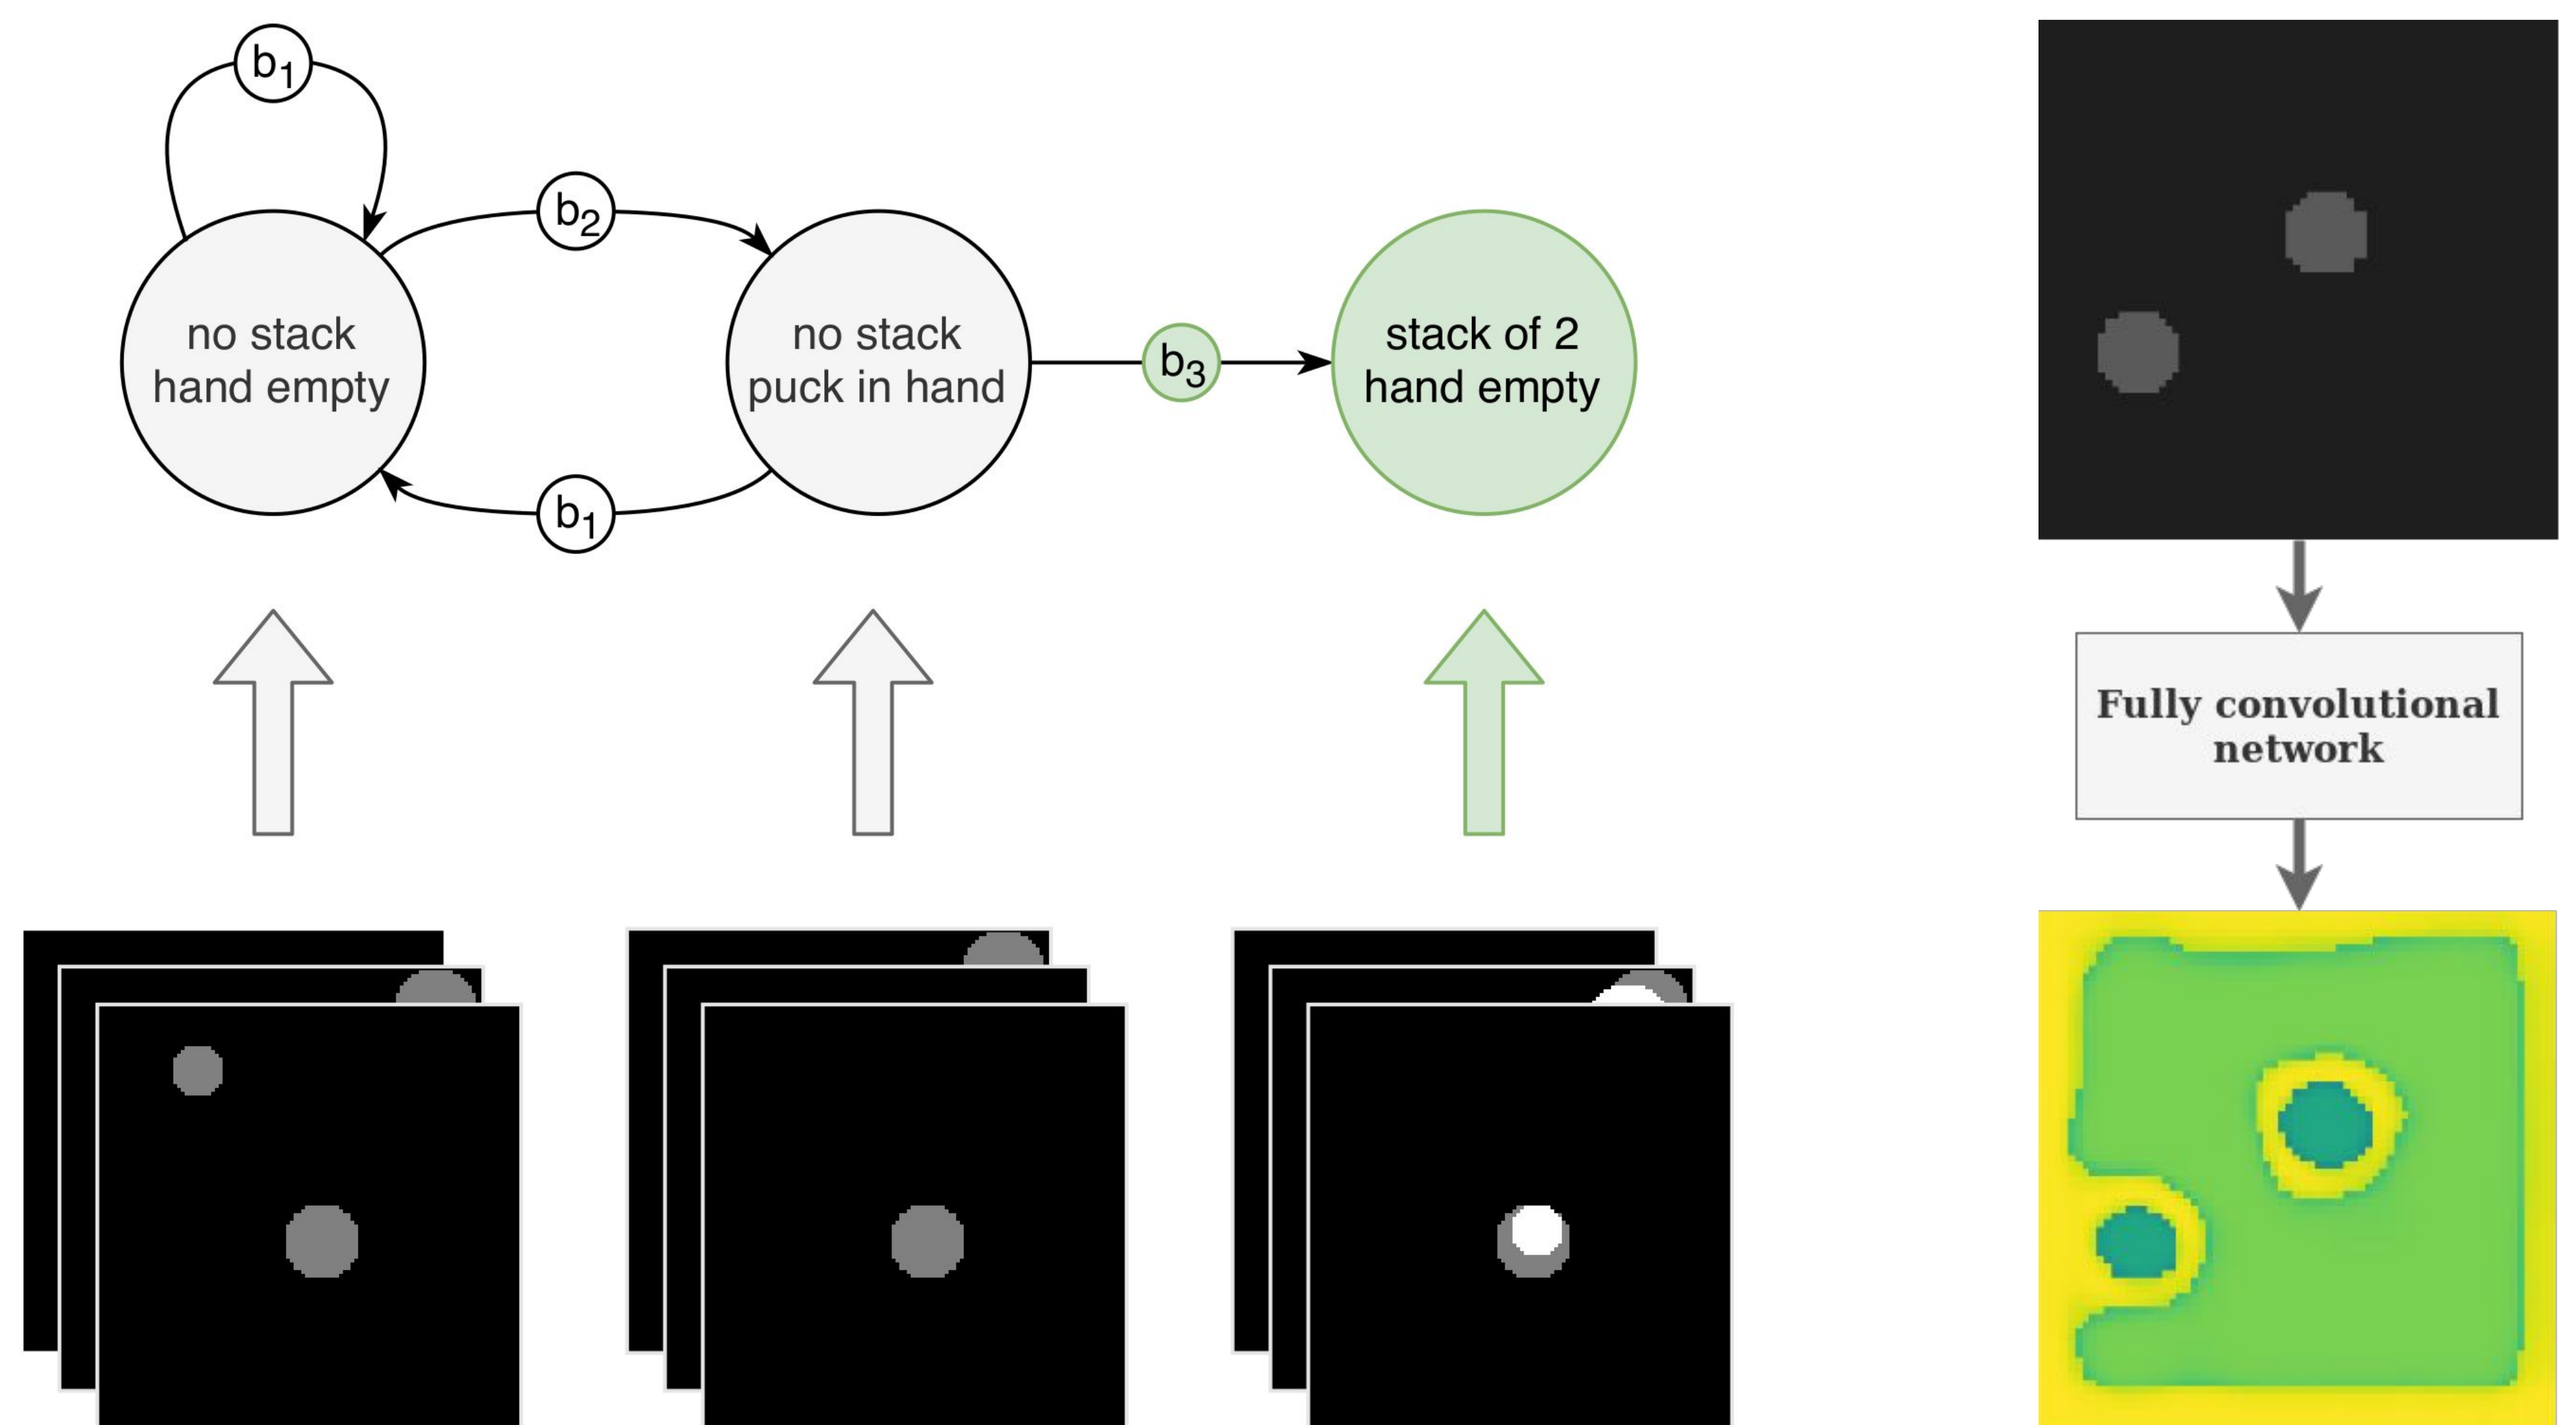 b₁
b₂
no stack
hand empty
no stack
puck in hand
b₃
stack of 2
hand empty
b₁
Fully convolutional
network